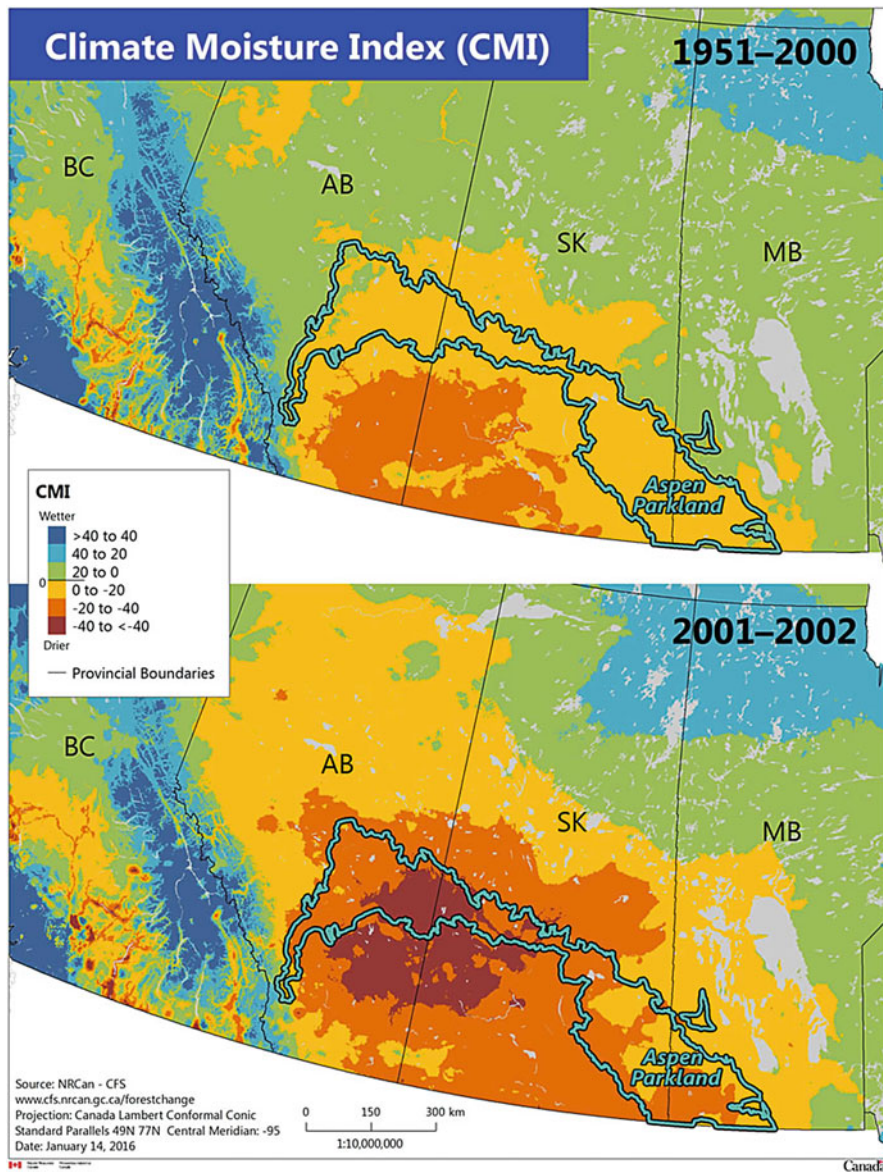 Climate Moisture Index (CMI)
1951–2000
BC
AB
SK
MB
Aspen
Parkland
CMI
Wetter
>40 to 40
40 to 20
20 to 0
0
0 to -20
-20 to -40
-40 to <-40
Drier
Provincial Boundaries
2001–2002
BC
AB
SK
MB
Aspen
Parkland
Source: NRCan - CFS
www.cfs.nrcan.gc.ca/forestchange
Projection: Canada Lambert Conformal Conic
Standard Parallels 49N 77N Central Meridian: -95
Date: January 14, 2016
0 150 300 km
1:10,000,000
Canada